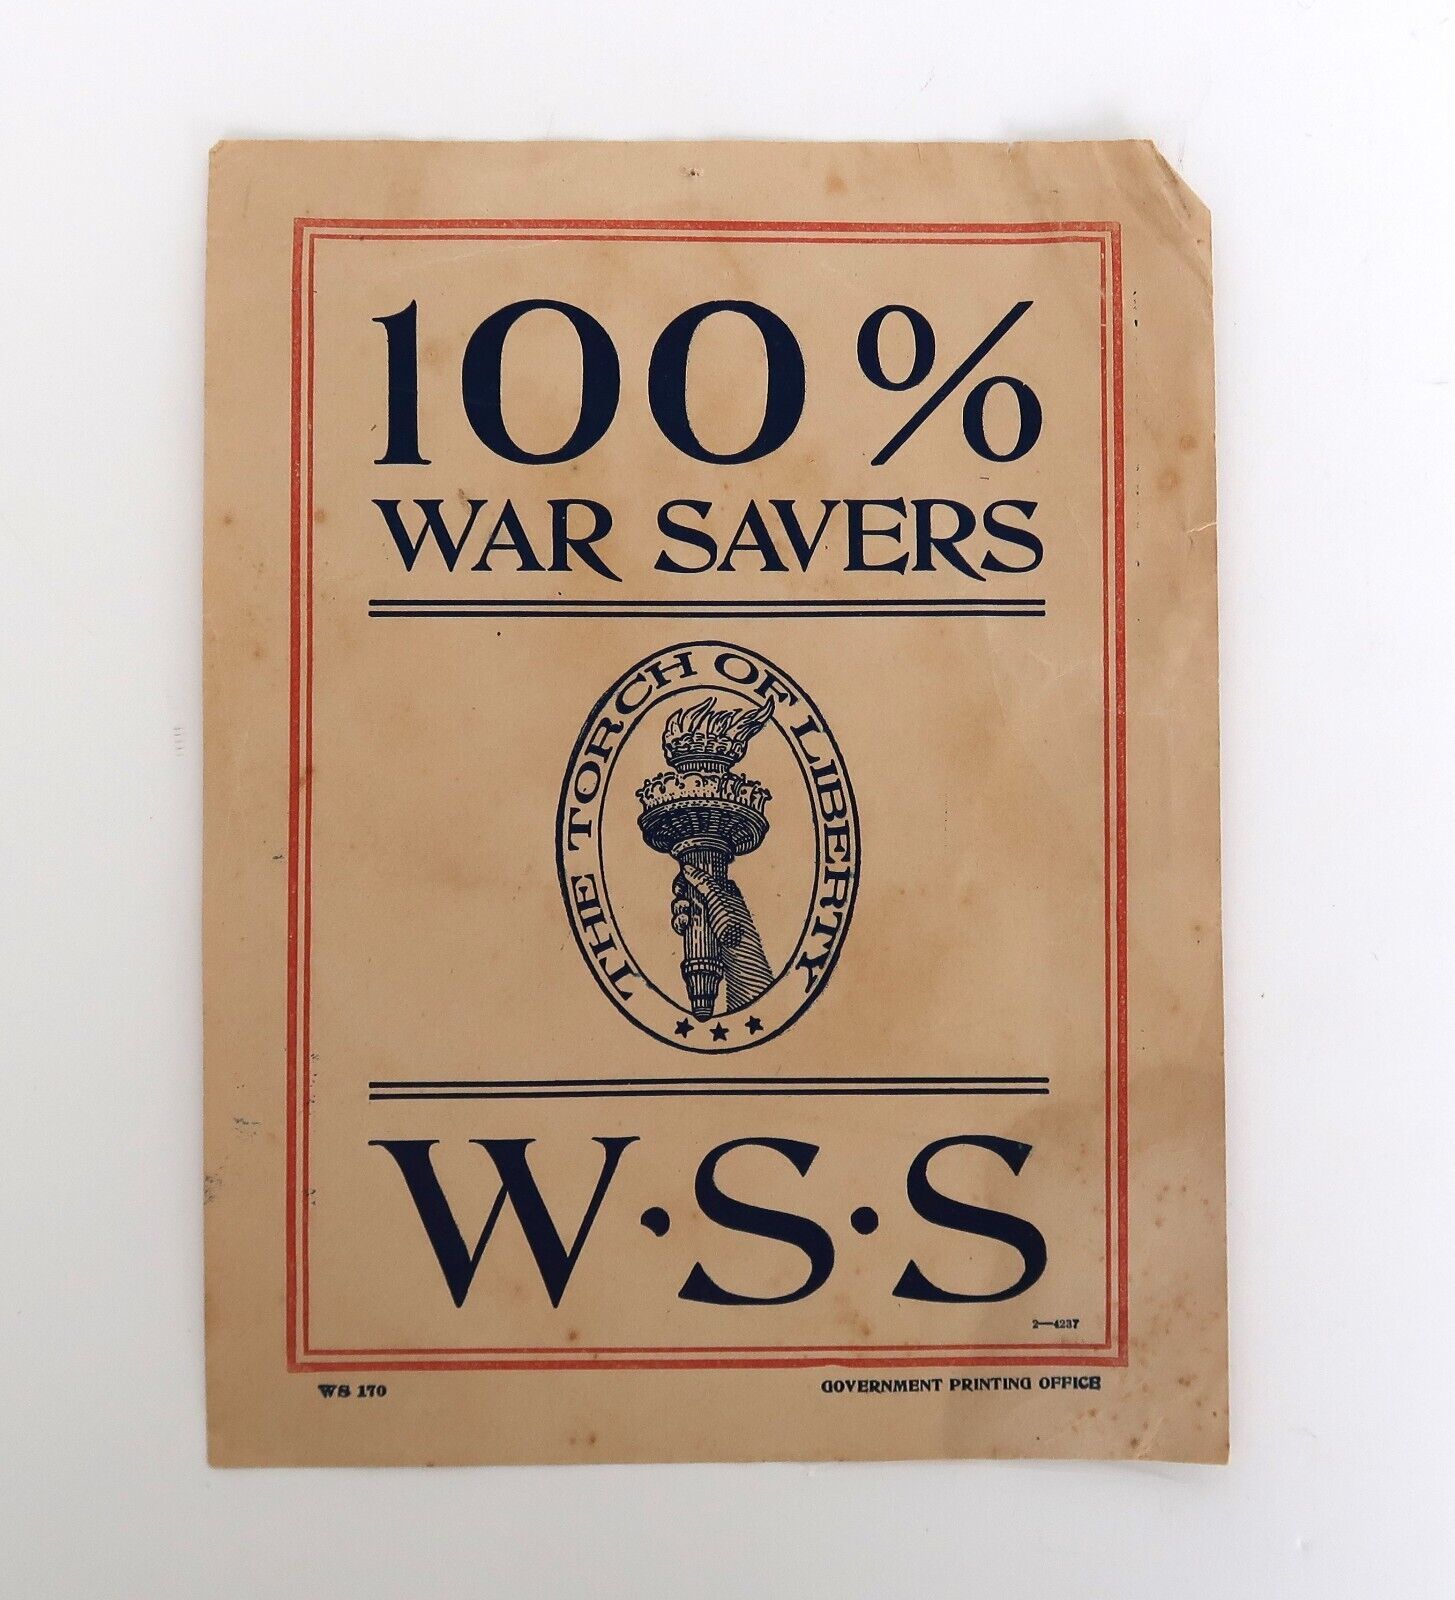 100%
WAR SAVERS
THE TORCH OF LIBERTY
W·S·S
2—4237
WS 170
GOVERNMENT PRINTING OFFICE